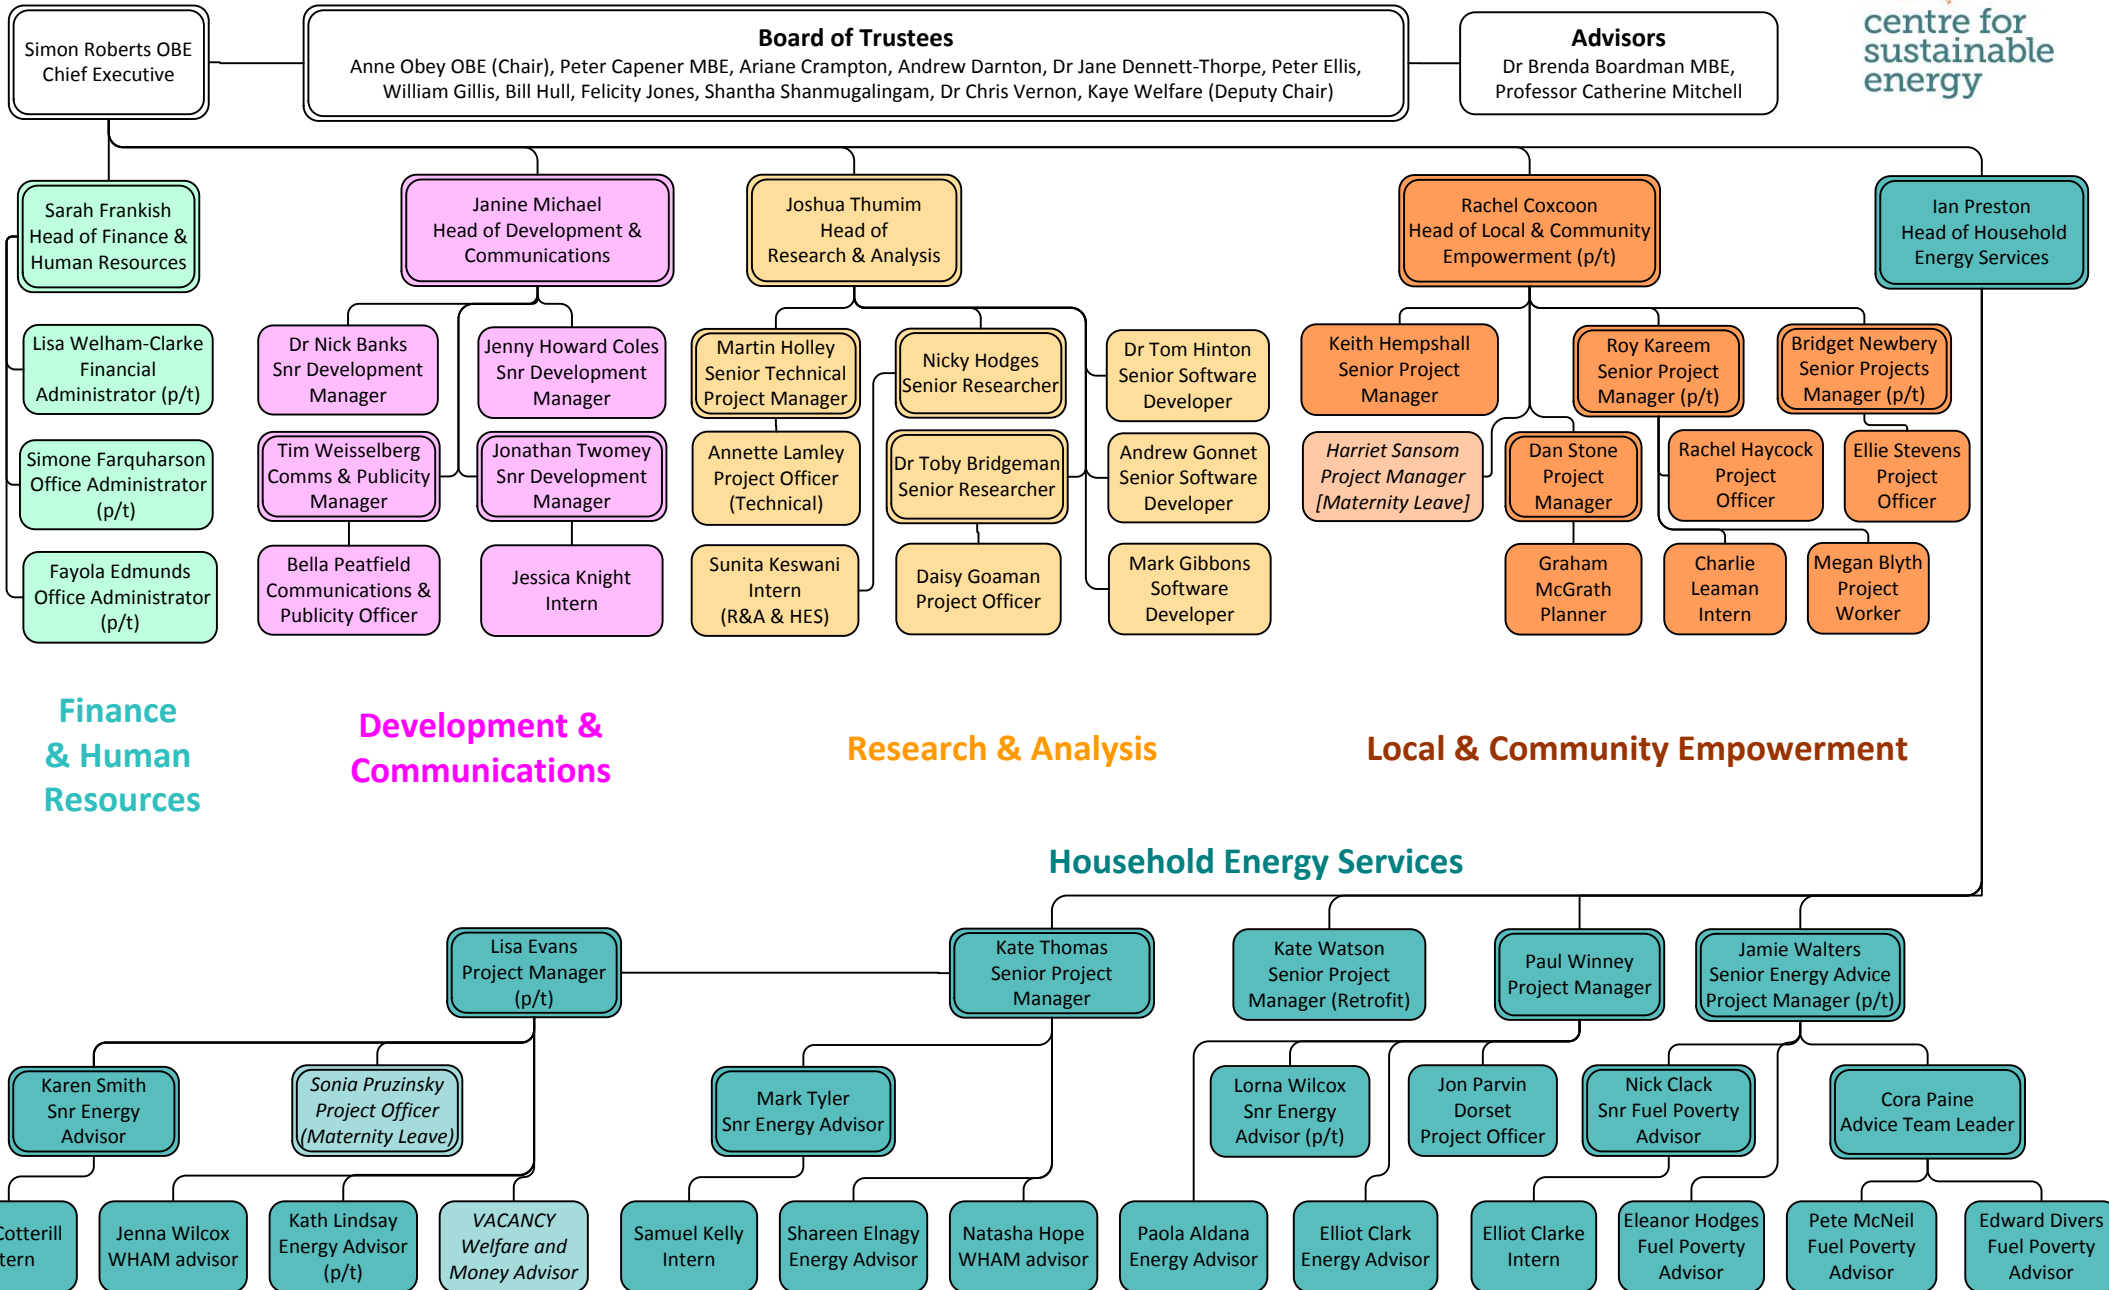 Simon Roberts OBE
Chief Executive
Board of Trustees
Anne Obey OBE (Chair), Peter Capener MBE, Ariane Crampton, Andrew Darnton, Dr Jane Dennett-Thorpe, Peter Ellis,
William Gillis, Bill Hull, Felicity Jones, Shantha Shanmugalingam, Dr Chris Vernon, Kaye Welfare (Deputy Chair)
Advisors
Dr Brenda Boardman MBE,
Professor Catherine Mitchell
centre for
sustainable
energy
Sarah Frankish
Head of Finance &
Human Resources
Janine Michael
Head of Development &
Communications
Joshua Thumim
Head of
Research & Analysis
Rachel Coxcoon
Head of Local & Community
Empowerment (p/t)
Ian Preston
Head of Household
Energy Services
Lisa Welham-Clarke
Financial
Administrator (p/t)
Dr Nick Banks
Snr Development
Manager
Jenny Howard Coles
Snr Development
Manager
Martin Holley
Senior Technical
Project Manager
Nicky Hodges
Senior Researcher
Dr Tom Hinton
Senior Software
Developer
Keith Hempshall
Senior Project
Manager
Roy Kareem
Senior Project
Manager (p/t)
Bridget Newbery
Senior Projects
Manager (p/t)
Simone Farquharson
Office Administrator
(p/t)
Tim Weisselberg
Comms & Publicity
Manager
Jonathan Twomey
Snr Development
Manager
Annette Lamley
Project Officer
(Technical)
Dr Toby Bridgeman
Senior Researcher
Andrew Gonnet
Senior Software
Developer
Harriet Sansom
Project Manager
[Maternity Leave]
Dan Stone
Project
Manager
Rachel Haycock
Project
Officer
Ellie Stevens
Project
Officer
Fayola Edmunds
Office Administrator
(p/t)
Bella Peatfield
Communications &
Publicity Officer
Jessica Knight
Intern
Sunita Keswani
Intern
(R&A & HES)
Daisy Goaman
Project Officer
Mark Gibbons
Software
Developer
Graham
McGrath
Planner
Charlie
Leaman
Intern
Megan Blyth
Project
Worker
Finance
& Human
Resources
Development &
Communications
Research & Analysis
Local & Community Empowerment
Household Energy Services
Lisa Evans
Project Manager
(p/t)
Kate Thomas
Senior Project
Manager
Kate Watson
Senior Project
Manager (Retrofit)
Paul Winney
Project Manager
Jamie Walters
Senior Energy Advice
Project Manager (p/t)
Karen Smith
Snr Energy
Advisor
Sonia Pruzinsky
Project Officer
(Maternity Leave)
Mark Tyler
Snr Energy Advisor
Lorna Wilcox
Snr Energy
Advisor (p/t)
Jon Parvin
Dorset
Project Officer
Nick Clack
Snr Fuel Poverty
Advisor
Cora Paine
Advice Team Leader
Cotterill
tern
Jenna Wilcox
WHAM advisor
Kath Lindsay
Energy Advisor
(p/t)
VACANCY
Welfare and
Money Advisor
Samuel Kelly
Intern
Shareen Elnagy
Energy Advisor
Natasha Hope
WHAM advisor
Paola Aldana
Energy Advisor
Elliot Clark
Energy Advisor
Elliot Clarke
Intern
Eleanor Hodges
Fuel Poverty
Advisor
Pete McNeil
Fuel Poverty
Advisor
Edward Divers
Fuel Poverty
Advisor